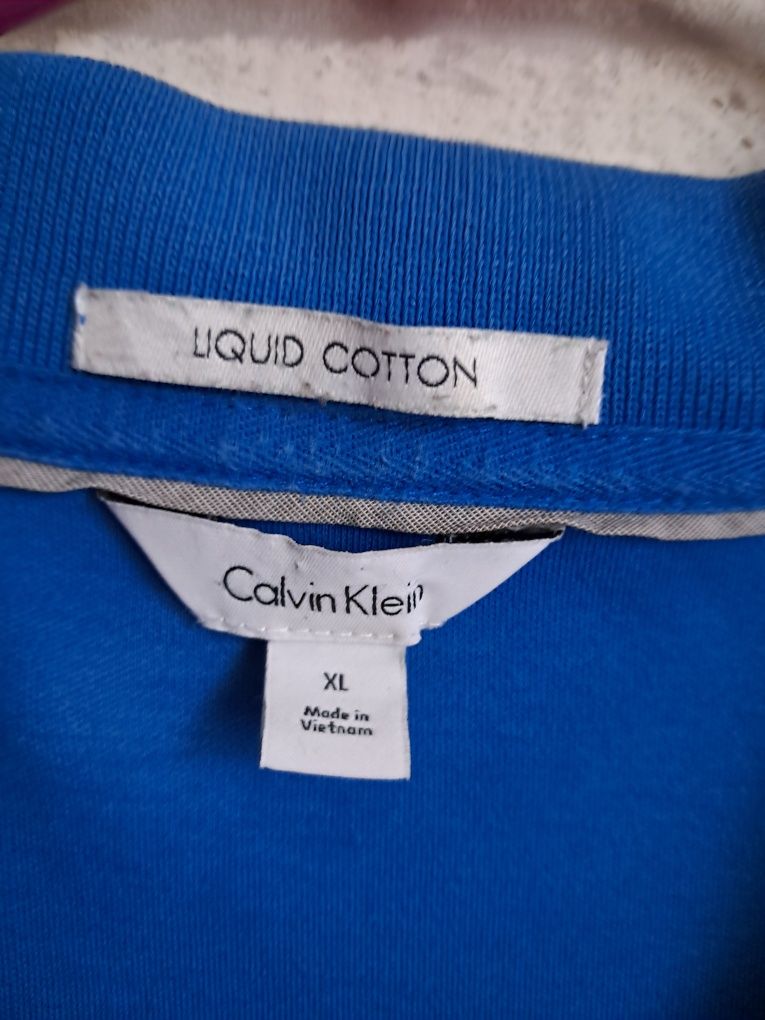 LIQUID COTTON
Calvin Klein
XL
Made in
Vietnam